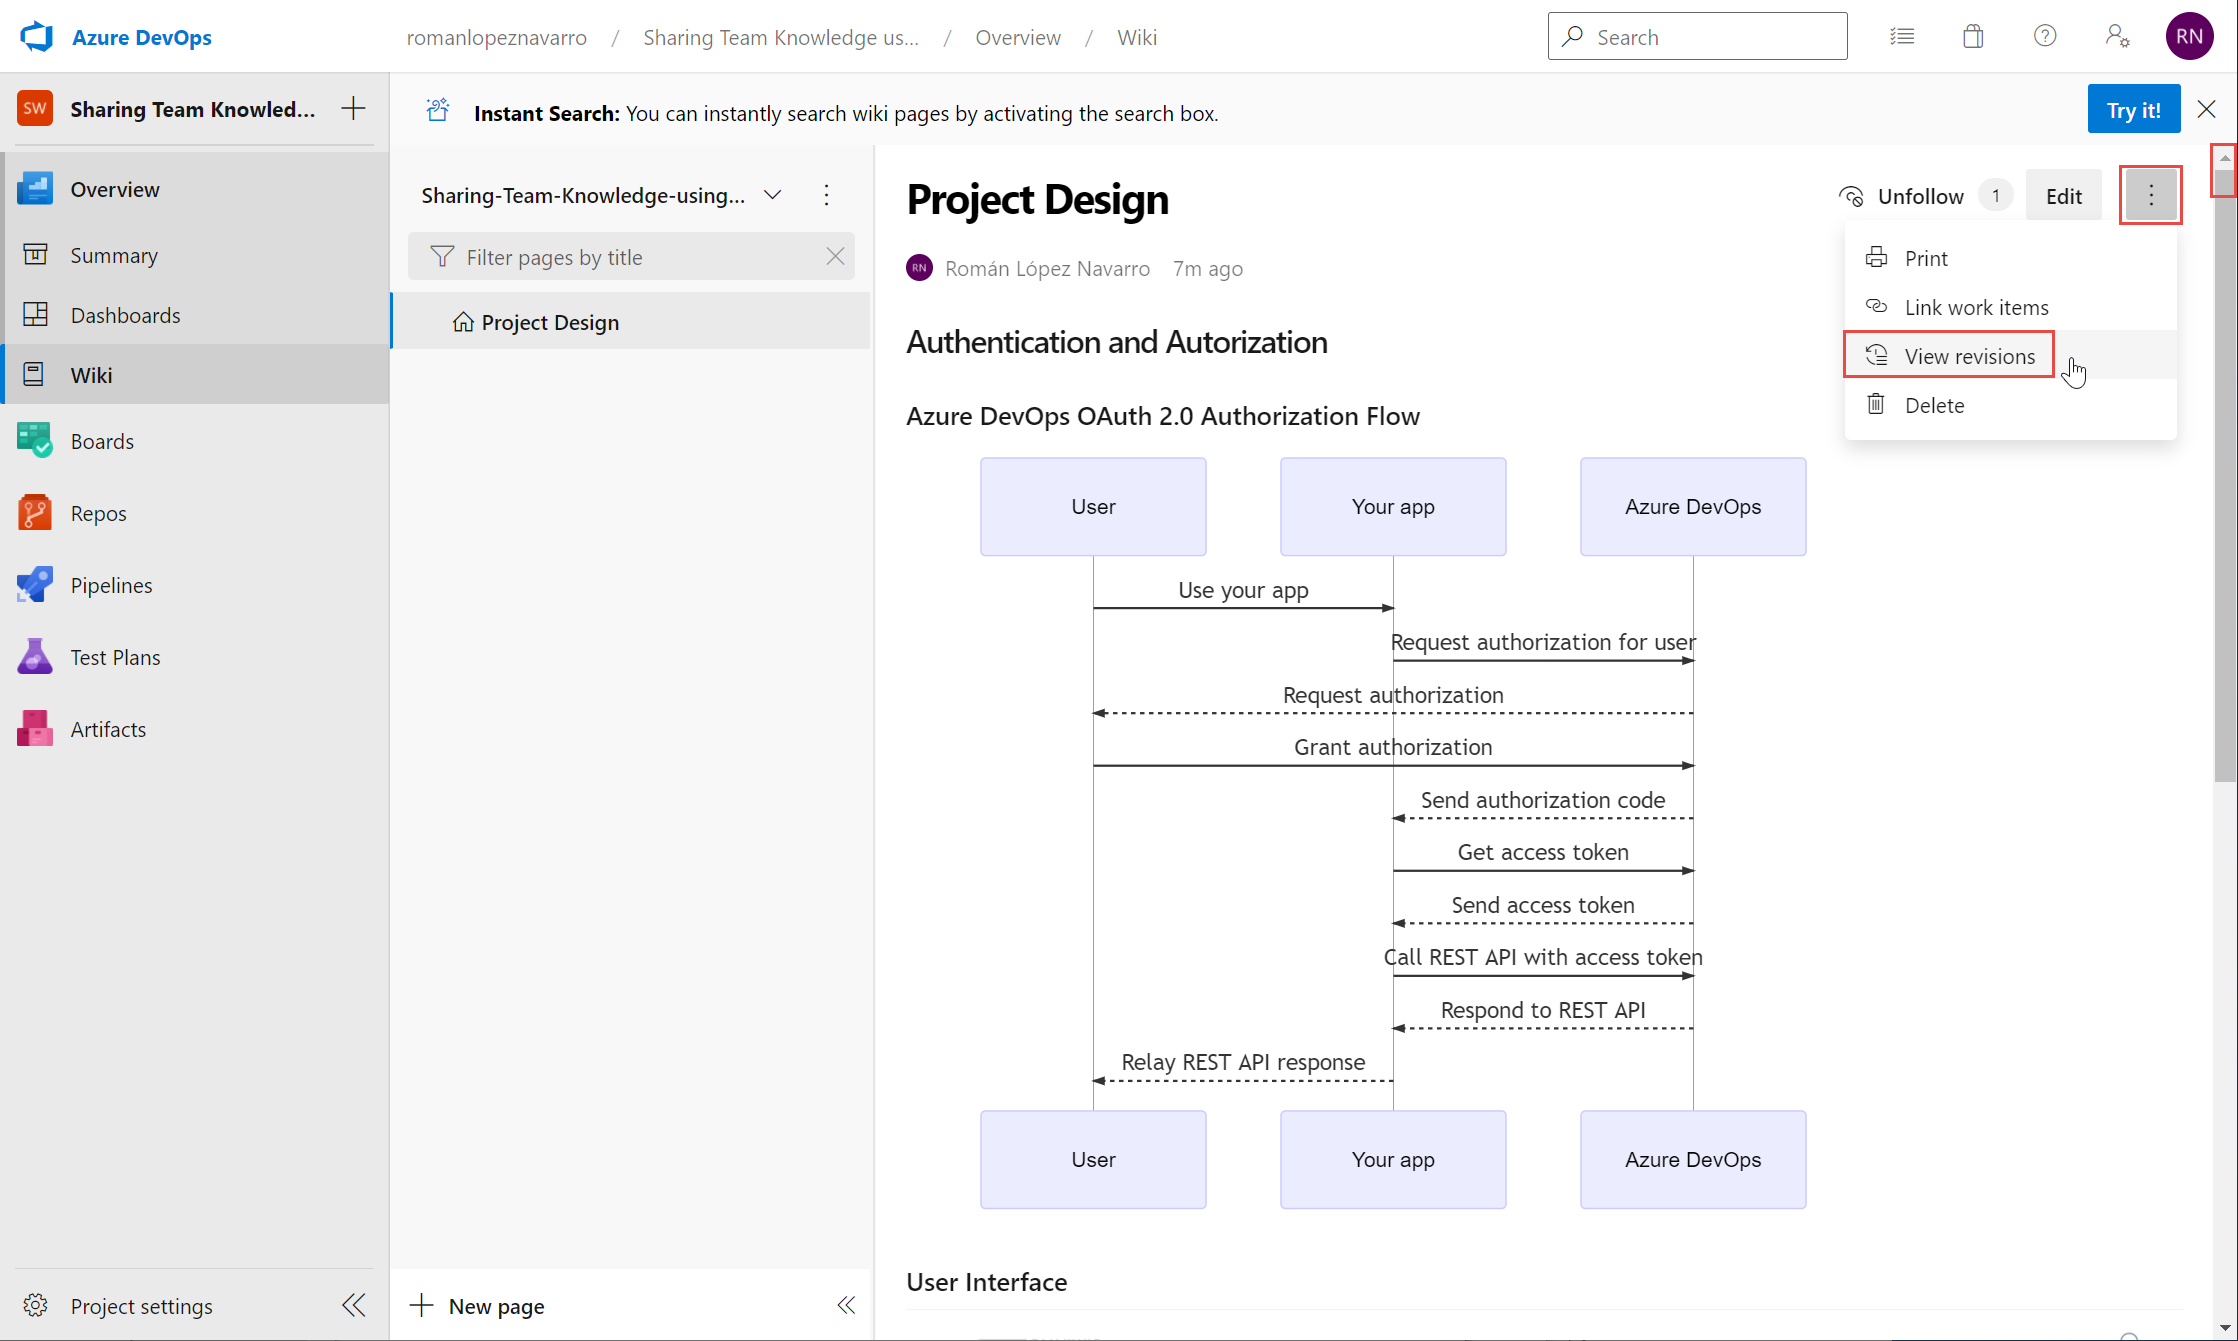 Azure DevOps
romanlopeznavarro / Sharing Team Knowledge us... / Overview / Wiki
Search
RN
SW Sharing Team Knowled...
Instant Search: You can instantly search wiki pages by activating the search box.
Try it!
Overview
Summary
Dashboards
Wiki
Boards
Repos
Pipelines
Test Plans
Artifacts
Project settings
Sharing-Team-Knowledge-using...
Filter pages by title
Project Design
New page
Project Design
Unfollow 1 Edit
RN Román López Navarro 7m ago
Print
Link work items
View revisions
Delete
Authentication and Autorization
Azure DevOps OAuth 2.0 Authorization Flow
User Your app Azure DevOps
Use your app
Request authorization for user
Request authorization
Grant authorization
Send authorization code
Get access token
Send access token
Call REST API with access token
Respond to REST API
Relay REST API response
User Your app Azure DevOps
User Interface